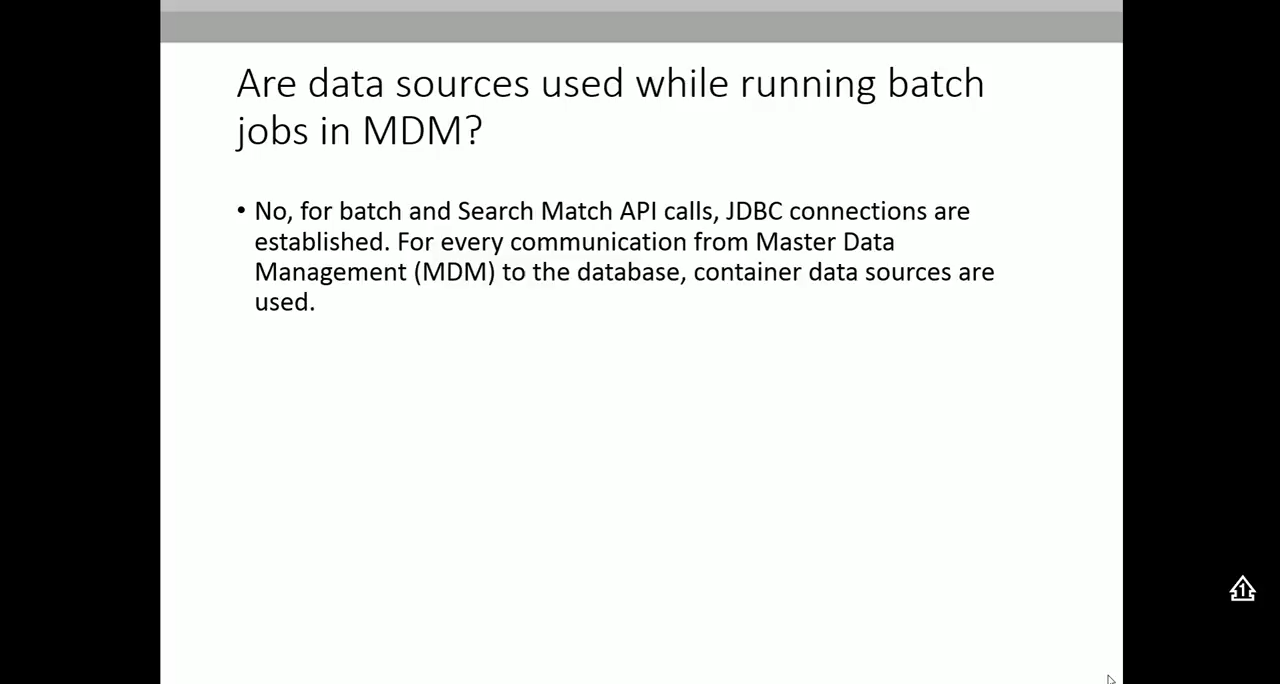 Are data sources used while running batch
jobs in MDM?
• No, for batch and Search Match API calls, JDBC connections are
established. For every communication from Master Data
Management (MDM) to the database, container data sources are
used.
1